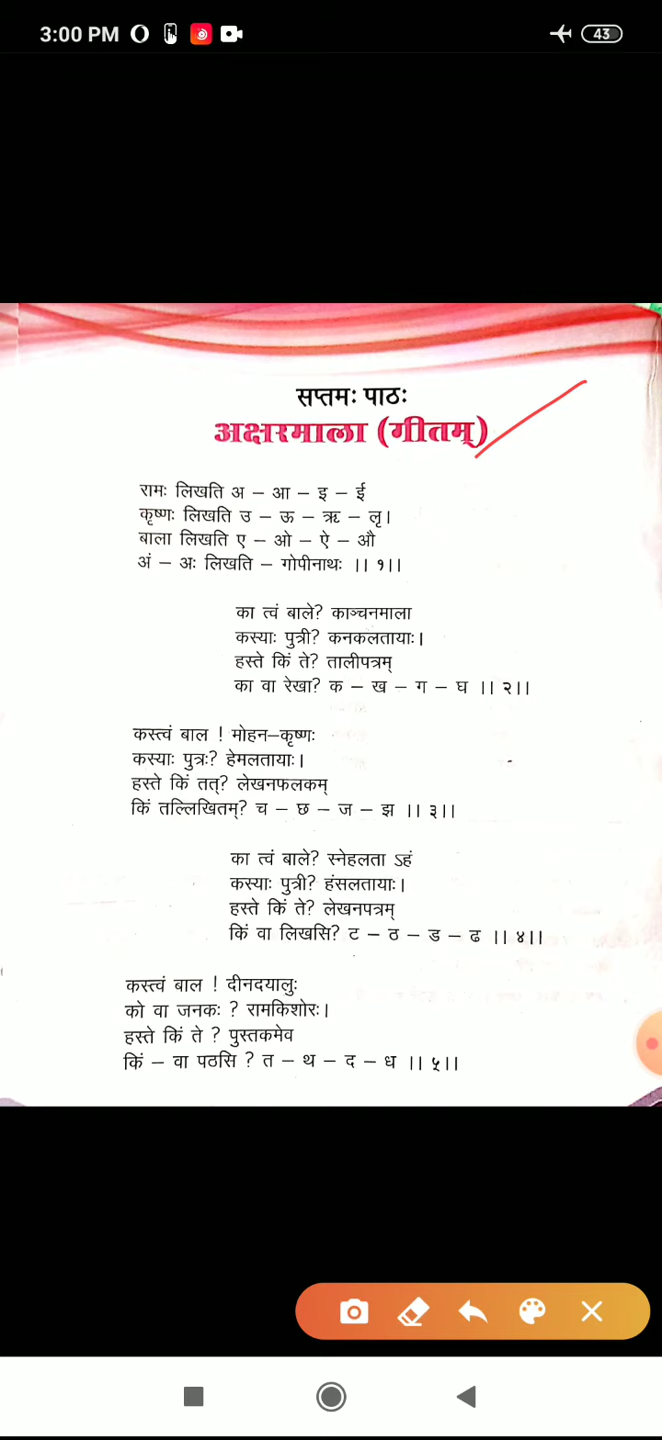 3:00 PM
43
सप्तमः पाठः
अक्षरमाला (गीतम्)
रामः लिखति अ – आ – इ – ई
कृष्णः लिखति उ – ऊ – ऋ – लृ।
बाला लिखति ए – ओ – ऐ – औ
अं – अः लिखति – गोपीनाथः ।। १।।
का त्वं बाले? काञ्चनमाला
कस्याः पुत्री? कनकलतायाः।
हस्ते किं ते? तालीपत्रम्
का वा रेखा? क – ख – ग – घ ।। २।।
कस्त्वं बाल ! मोहन–कृष्णः
कस्याः पुत्रः? हेमलतायाः।
हस्ते किं तत्? लेखनफलकम्
किं तल्लिखितम्? च – छ – ज – झ ।। ३।।
का त्वं बाले? स्नेहलता ऽहं
कस्याः पुत्री? हंसलतायाः।
हस्ते किं ते? लेखनपत्रम्
किं वा लिखसि? ट – ठ – ड – ढ ।। ४।।
कस्त्वं बाल ! दीनदयालुः
को वा जनकः ? रामकिशोरः।
हस्ते किं ते ? पुस्तकमेव
किं – वा पठसि ? त – थ – द – ध ।। ५।।